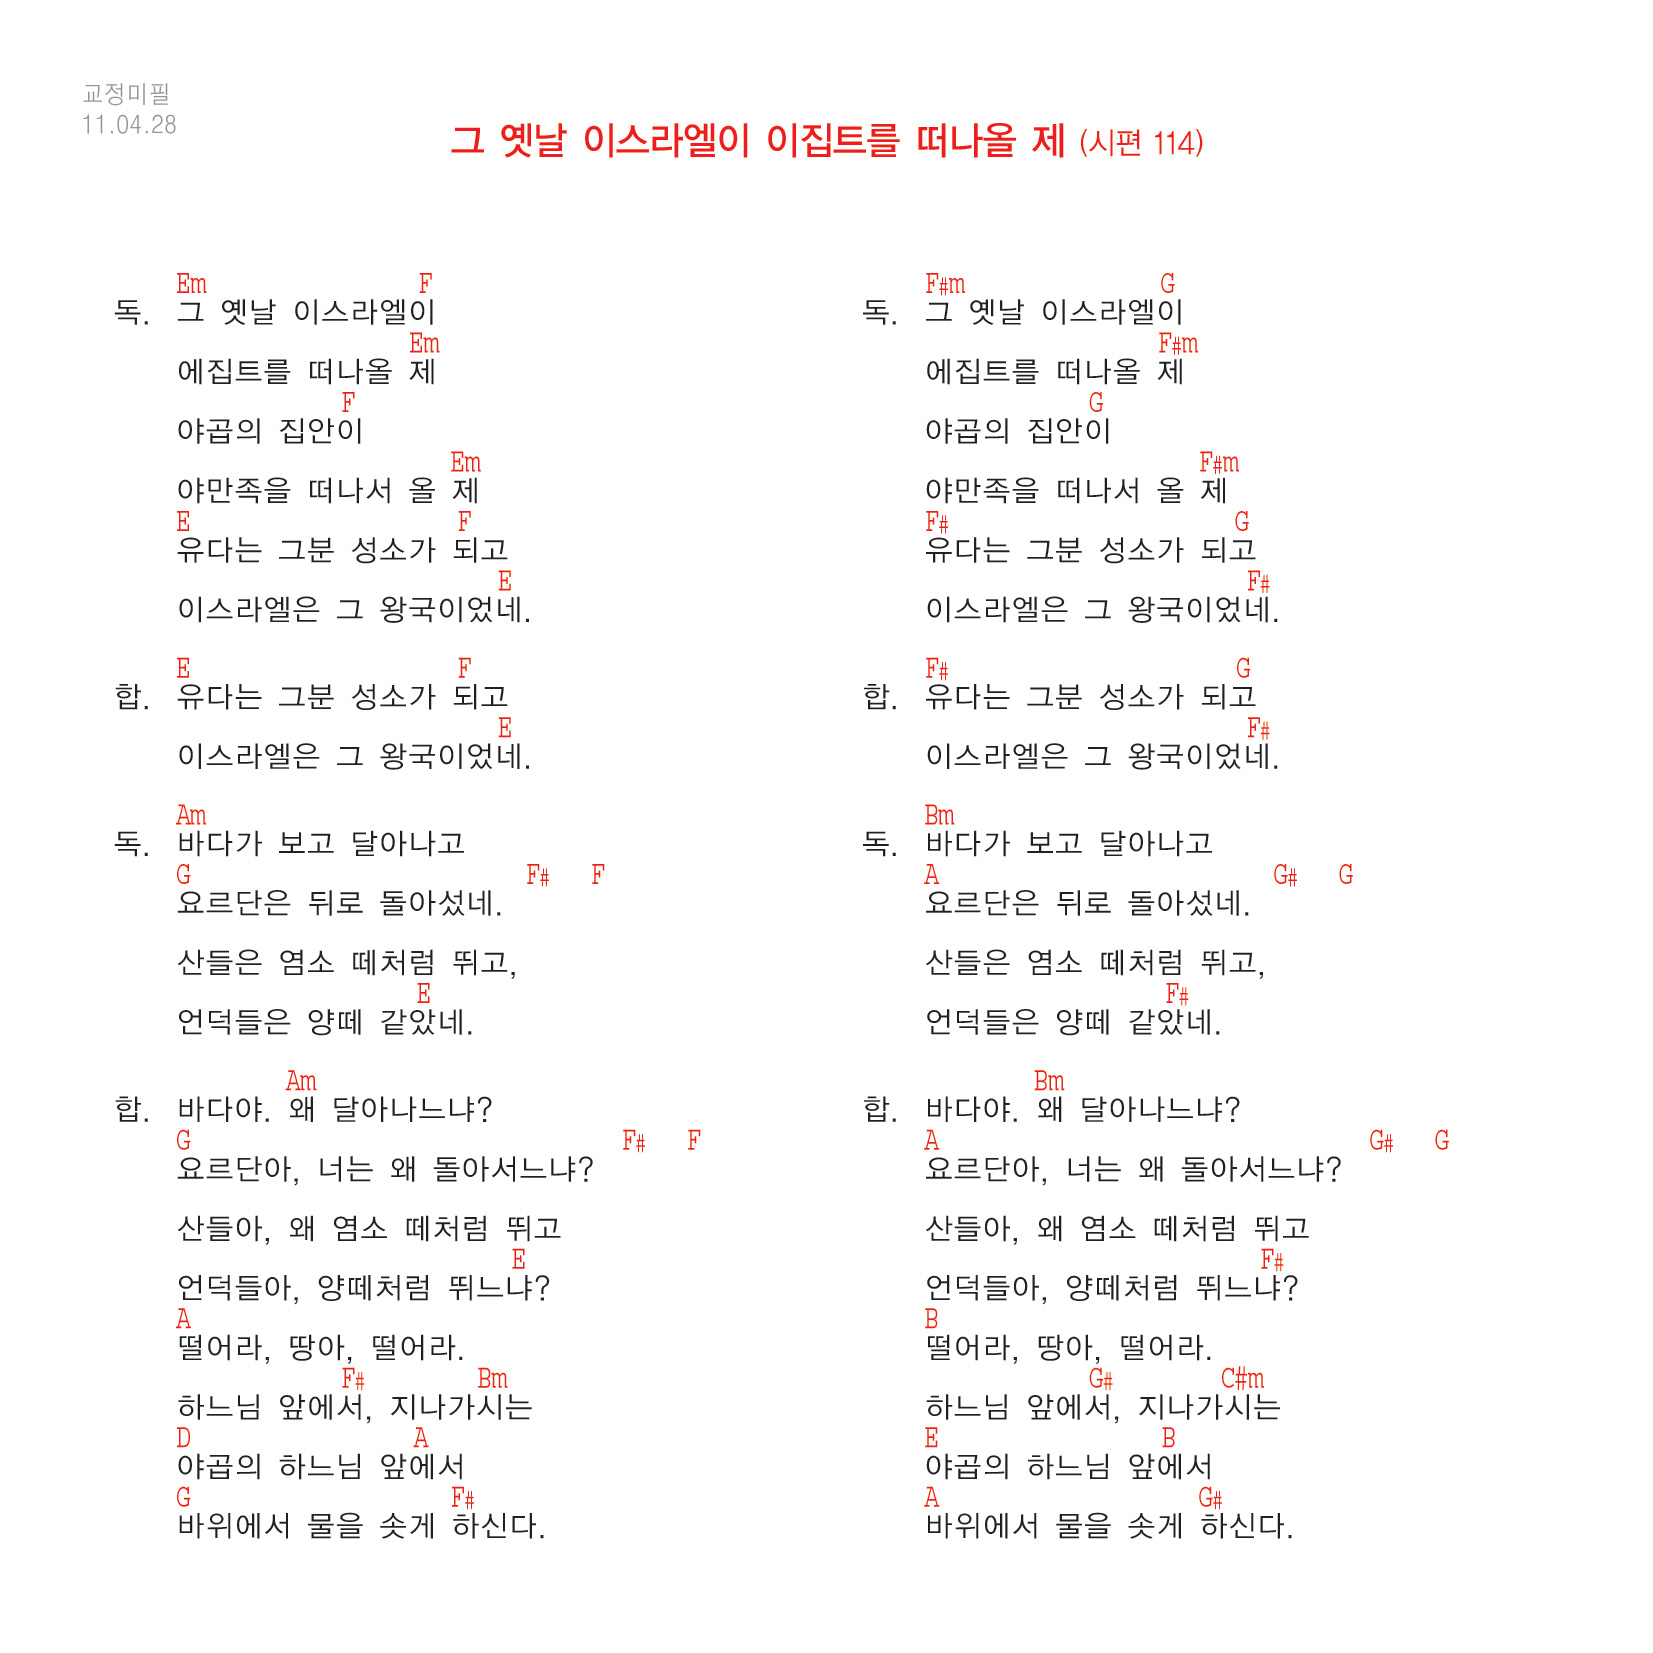 교정미필
11.04.28
그 옛날 이스라엘이 이집트를 떠나올 제 (시편 114)
Em F
독. 그 옛날 이스라엘이
Em
에집트를 떠나올 제
F
야곱의 집안이
Em
야만족을 떠나서 올 제
E F
유다는 그분 성소가 되고
E
이스라엘은 그 왕국이었네.
E F
합. 유다는 그분 성소가 되고
E
이스라엘은 그 왕국이었네.
Am
독. 바다가 보고 달아나고
G F# F
요르단은 뒤로 돌아섰네.
산들은 염소 떼처럼 뛰고,
E
언덕들은 양떼 같았네.
Am
합. 바다야. 왜 달아나느냐?
G F# F
요르단아, 너는 왜 돌아서느냐?
산들아, 왜 염소 떼처럼 뛰고
E
언덕들아, 양떼처럼 뛰느냐?
A
떨어라, 땅아, 떨어라.
F# Bm
하느님 앞에서, 지나가시는
D A
야곱의 하느님 앞에서
G F#
바위에서 물을 솟게 하신다.
F#m G
독. 그 옛날 이스라엘이
F#m
에집트를 떠나올 제
G
야곱의 집안이
F#m
야만족을 떠나서 올 제
F# G
유다는 그분 성소가 되고
F#
이스라엘은 그 왕국이었네.
F# G
합. 유다는 그분 성소가 되고
F#
이스라엘은 그 왕국이었네.
Bm
독. 바다가 보고 달아나고
A G# G
요르단은 뒤로 돌아섰네.
산들은 염소 떼처럼 뛰고,
F#
언덕들은 양떼 같았네.
Bm
합. 바다야. 왜 달아나느냐?
A G# G
요르단아, 너는 왜 돌아서느냐?
산들아, 왜 염소 떼처럼 뛰고
F#
언덕들아, 양떼처럼 뛰느냐?
B
떨어라, 땅아, 떨어라.
G# C#m
하느님 앞에서, 지나가시는
E B
야곱의 하느님 앞에서
A G#
바위에서 물을 솟게 하신다.